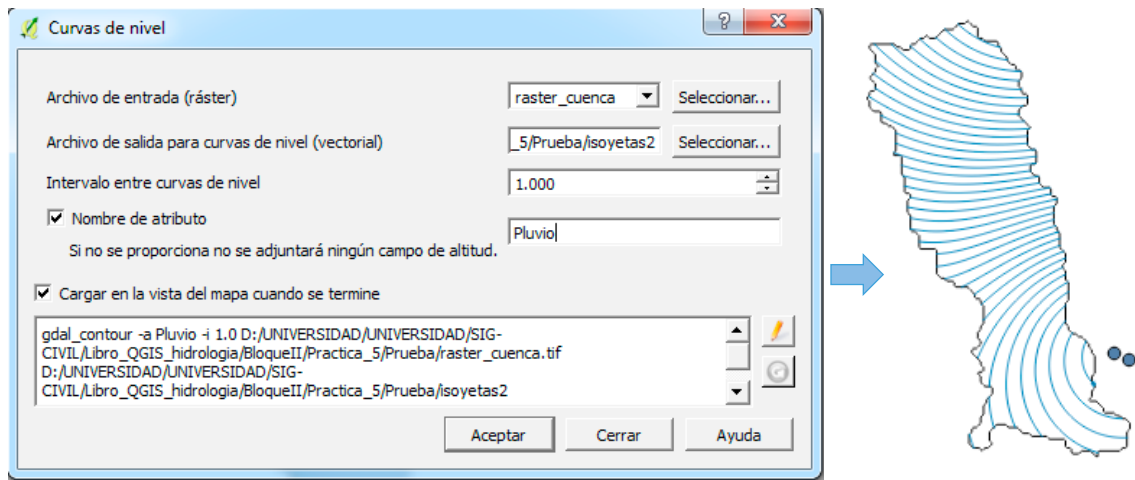 Curvas de nivel
Archivo de entrada (ráster)
raster_cuenca
Seleccionar...
Archivo de salida para curvas de nivel (vectorial)
_5/Prueba/isoyetas2
Seleccionar...
Intervalo entre curvas de nivel
1.000
Nombre de atributo
Pluvio
Si no se proporciona no se adjuntará ningún campo de altitud.
Cargar en la vista del mapa cuando se termine
gdal_contour -a Pluvio -i 1.0 D:/UNIVERSIDAD/UNIVERSIDAD/SIG-
CIVIL/Libro_QGIS_hidrologia/BloqueII/Practica_5/Prueba/raster_cuenca.tif
D:/UNIVERSIDAD/UNIVERSIDAD/SIG-
CIVIL/Libro_QGIS_hidrologia/BloqueII/Practica_5/Prueba/isoyetas2
Aceptar
Cerrar
Ayuda